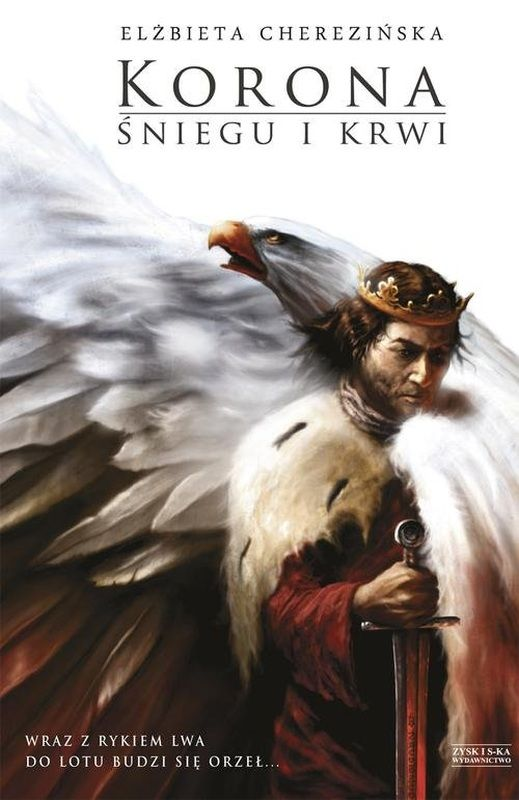 ELŻBIETA CHEREZIŃSKA
KORONA
ŚNIEGU I KRWI
WRAZ Z RYKIEM LWA
DO LOTU BUDZI SIĘ ORZEŁ...
ZYSK I S-KA
WYDAWNICTWO